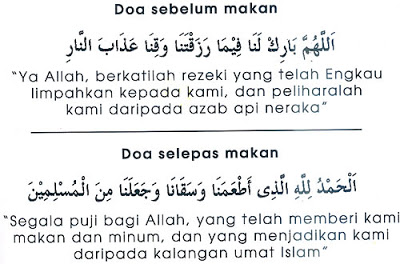 Doa sebelum makan
اَللّٰهُمَّ بَارِكْ لَنَا فِيْمَا رَزَقْتَنَا وَقِنَا عَذَابَ النَّارِ
“Ya Allah, berkatilah rezeki yang telah Engkau
limpahkan kepada kami, dan peliharalah
kami daripada azab api neraka”
Doa selepas makan
اَلْحَمْدُ لِلّٰهِ الَّذِى اَطْعَمَنَا وَسَقَانَا وَجَعَلَنَا مِنَ الْمُسْلِمِيْنَ
“Segala puji bagi Allah, yang telah memberi kami
makan dan minum, dan yang menjadikan kami
daripada kalangan umat Islam”